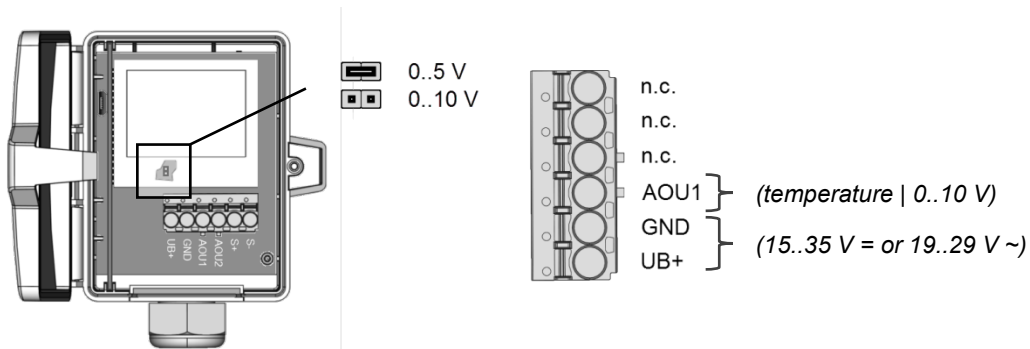 0..5 V
0..10 V
UB+
GND
AOU1
AOU2
S+
S-
n.c.
n.c.
n.c.
AOU1 (temperature | 0..10 V)
GND
UB+
(15..35 V = or 19..29 V ~)